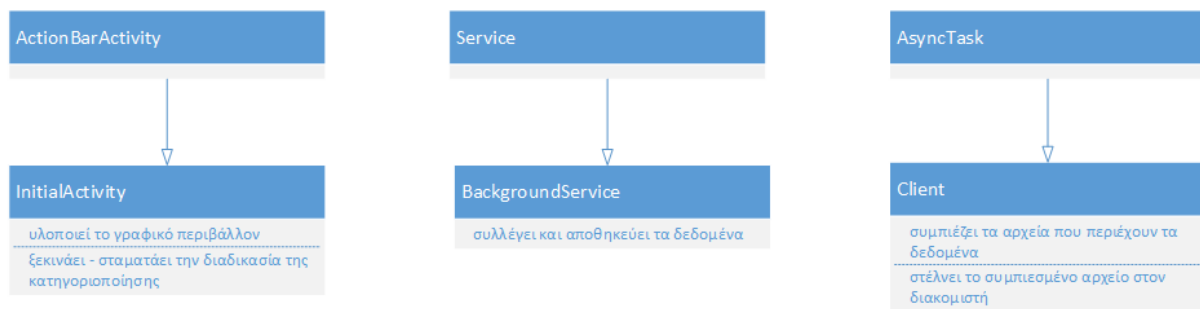 ActionBarActivity
Service
AsyncTask
InitialActivity
υλοποιεί το γραφικό περιβάλλον
ξεκινάει - σταματάει την διαδικασία της
κατηγοριοποίησης
BackgroundService
συλλέγει και αποθηκεύει τα δεδομένα
Client
συμπιέζει τα αρχεία που περιέχουν τα
δεδομένα
στέλνει το συμπιεσμένο αρχείο στον
διακομιστή